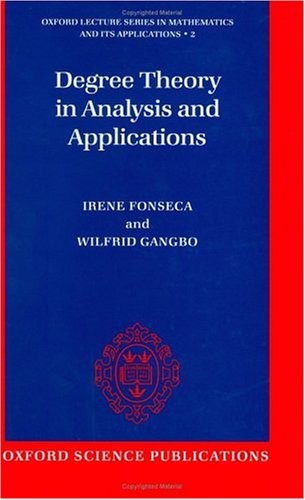 OXFORD LECTURE SERIES IN MATHEMATICS
AND ITS APPLICATIONS • 2
Degree Theory
in Analysis and
Applications
IRENE FONSECA
and
WILFRID GANGBO
OXFORD SCIENCE PUBLICATIONS